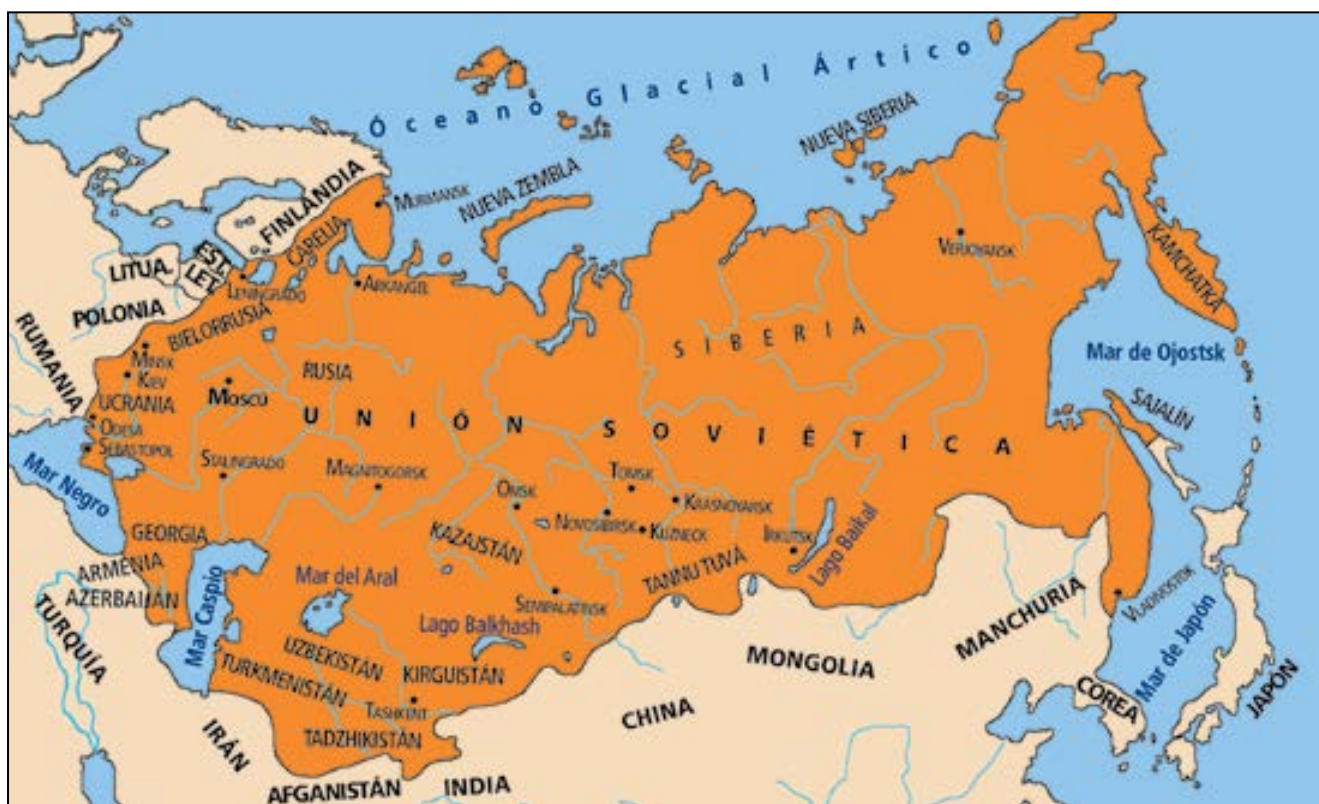 Óceano Glacial Ártico
NUEVA SIBERIA
NUEVA ZEMBLA
MURMANSK
FINLANDIA
CARELIA
VERJOYANSK
KAMCHATKA
EST.
LET.
LITUA.
LENINGRADO
ARKANGEL
POLONIA
BIELORRUSIA
RUMANIA
SIBERIA
Mar de Ojostsk
MINSK
KIEV
RUSIA
UCRANIA
MOSCÚ
UNIÓN SOVIÉTICA
SAJALÍN
ODESA
SEBASTOPOL
Mar Negro
STALINGRADO
MAGNITOGORSK
OMSK
TOMSK
KRASNOYARSK
NOVOSIBIRSK
KUZNECK
IRKUTSK
Lago Baikal
GEORGIA
KAZAJSTÁN
TANNU TUVÁ
ARMENIA
AZERBAIJÁN
Mar Caspio
Mar del Aral
SEMIPALATINSK
VLADIVOSTOK
TURQUÍA
Lago Balkhash
MANCHURIA
UZBEKISTÁN
KIRGUISTÁN
MONGOLIA
Mar de Japón
TURKMENISTÁN
TASHKENT
COREA
JAPÓN
IRÁN
TADZHIKISTÁN
CHINA
AFGANISTÁN
INDIA